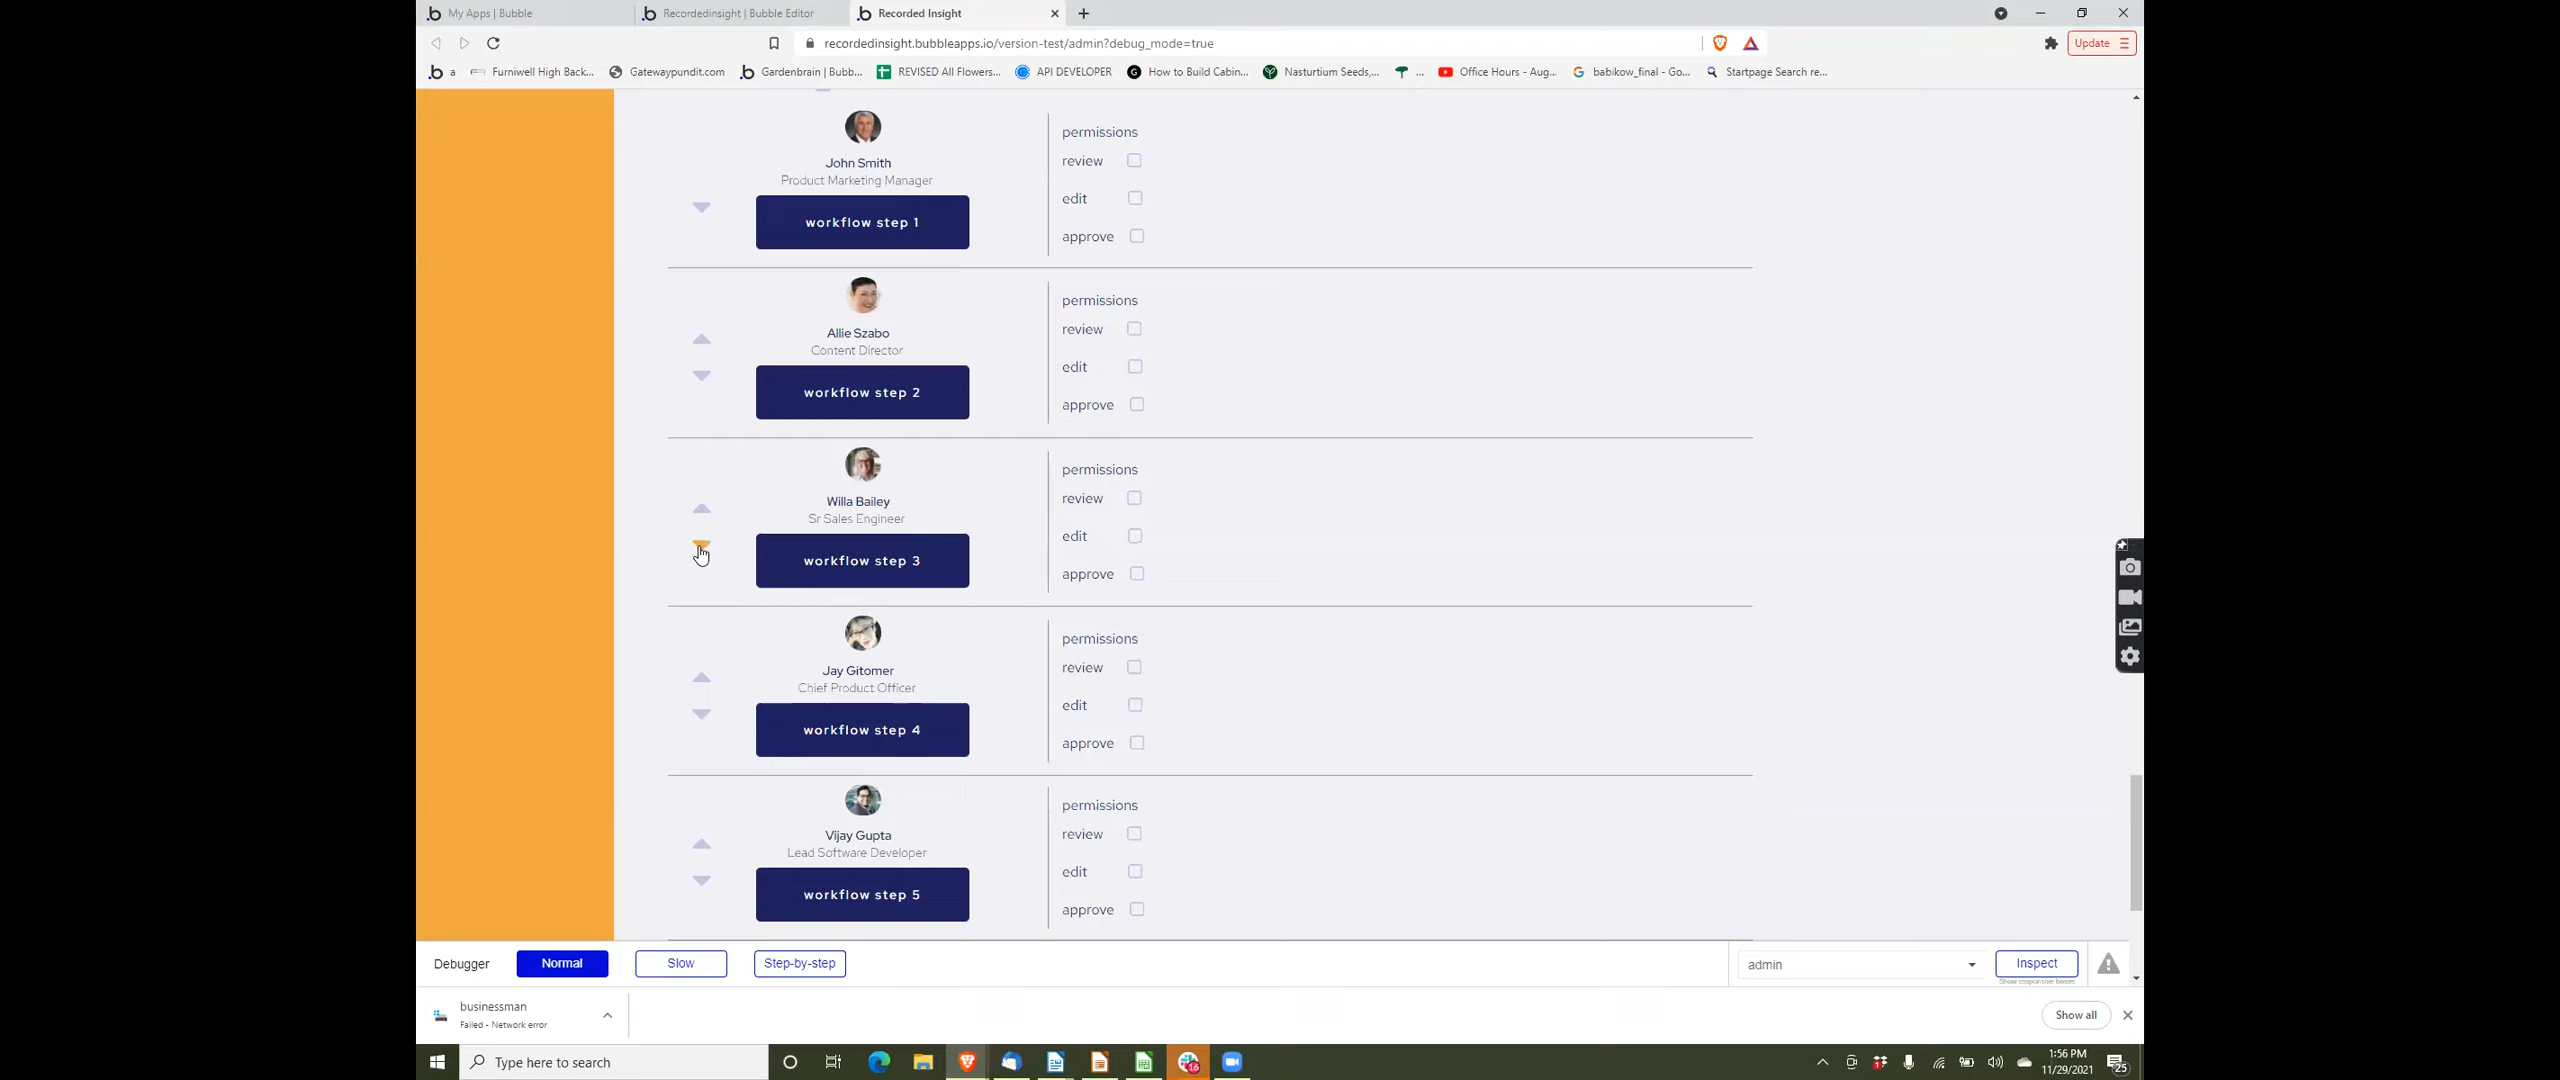 My Apps | Bubble
Recordedinsight | Bubble Editor
Recorded Insight
recordedinsight.bubbleapps.io/version-test/admin?debug_mode=true
Update
a
Furniwell High Back...
Gatewaypundit.com
Gardenbrain | Bubb...
REVISED All Flowers...
API DEVELOPER
How to Build Cabin...
Nasturtium Seeds,...
...
Office Hours - Aug...
babikow_final - Go...
Startpage Search re...
John Smith
Product Marketing Manager
workflow step 1
permissions
review
edit
approve
Allie Szabo
Content Director
workflow step 2
permissions
review
edit
approve
Willa Bailey
Sr Sales Engineer
workflow step 3
permissions
review
edit
approve
Jay Gitomer
Chief Product Officer
workflow step 4
permissions
review
edit
approve
Vijay Gupta
Lead Software Developer
workflow step 5
permissions
review
edit
approve
Debugger
Normal
Slow
Step-by-step
admin
Inspect
Show responsive boxes
businessman
Failed - Network error
Show all
Type here to search
16
1:56 PM
11/29/2021
25